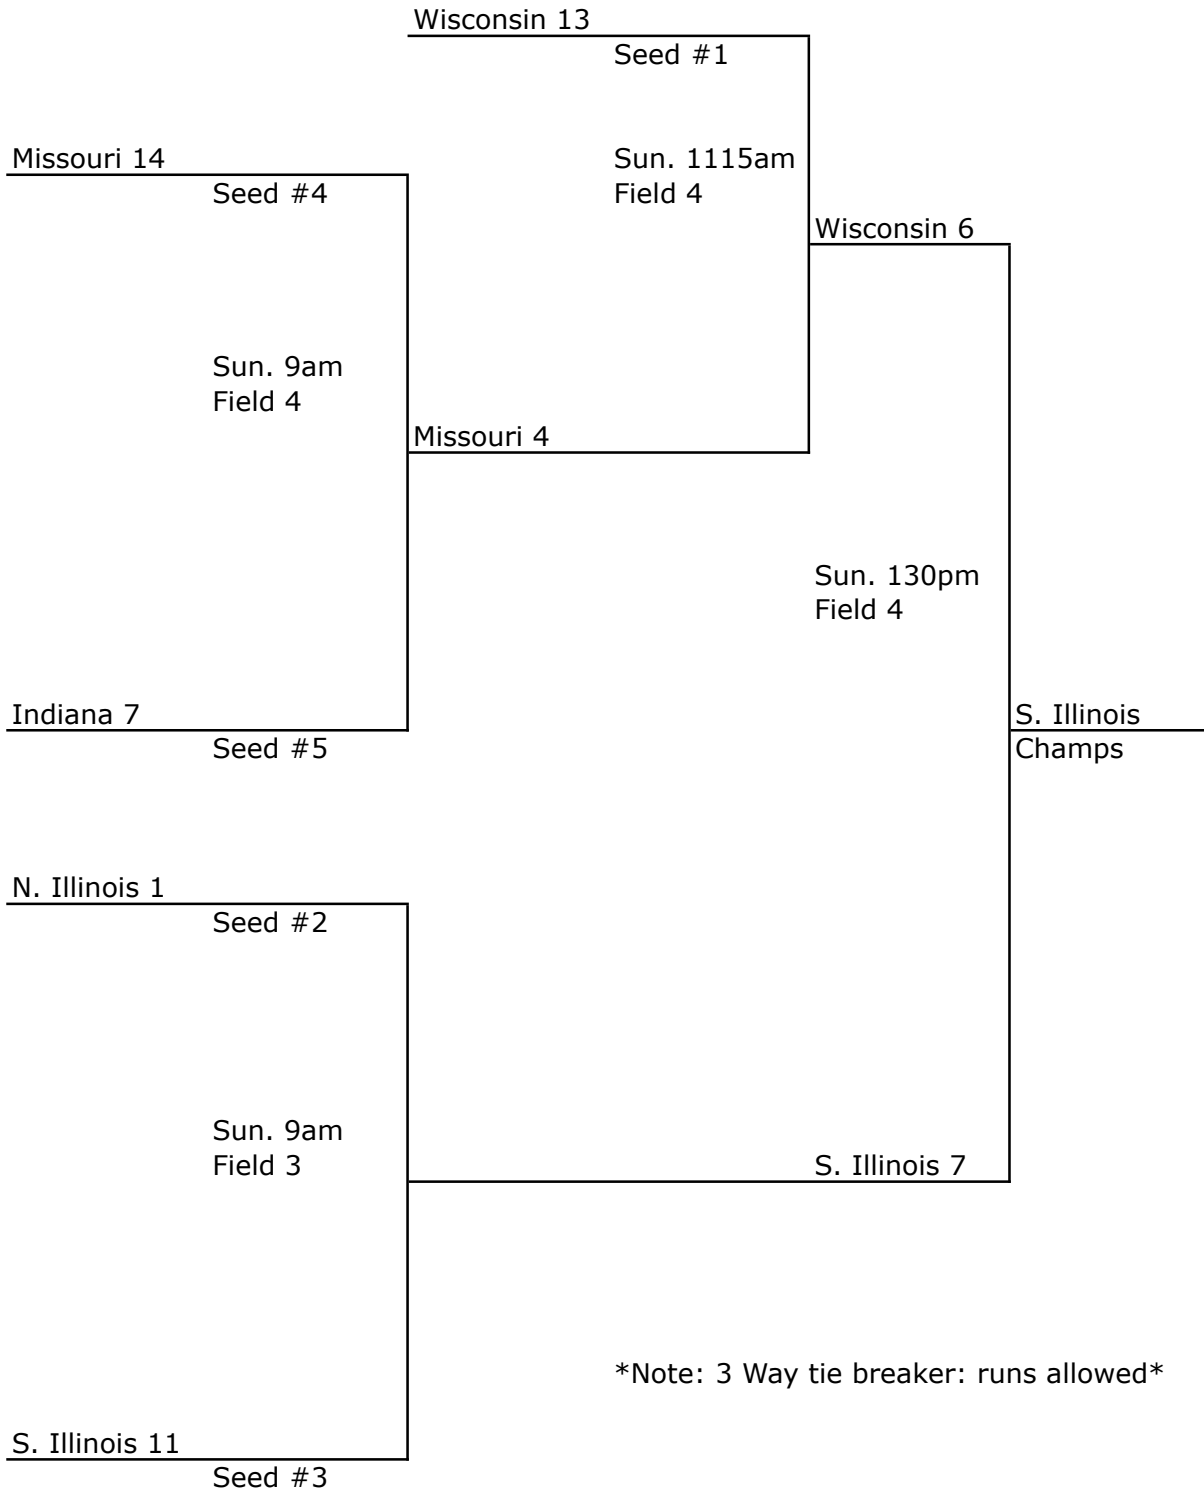 Wisconsin 13
Seed #1
Missouri 14
Sun. 1115am
Seed #4
Field 4
Wisconsin 6
Sun. 9am
Field 4
Missouri 4
Sun. 130pm
Field 4
Indiana 7
S. Illinois
Seed #5
Champs
N. Illinois 1
Seed #2
Sun. 9am
Field 3
S. Illinois 7
*Note: 3 Way tie breaker: runs allowed*
S. Illinois 11
Seed #3